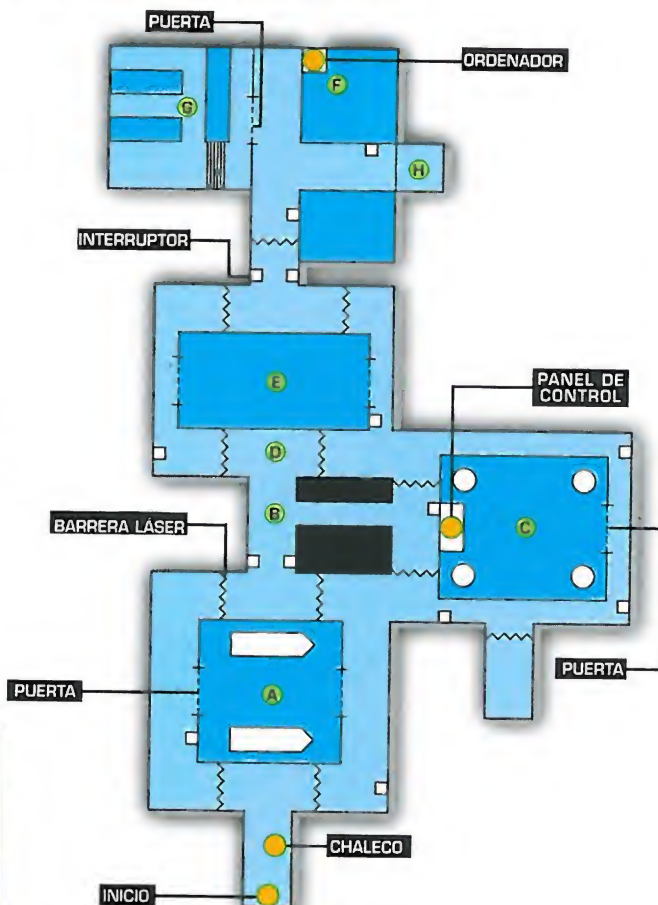 PUERTA
ORDENADOR
F
G
H
INTERRUPTOR
E
PANEL DE
CONTROL
D
B
C
BARRERA LÁSER
PUERTA
PUERTA
A
CHALECO
INICIO